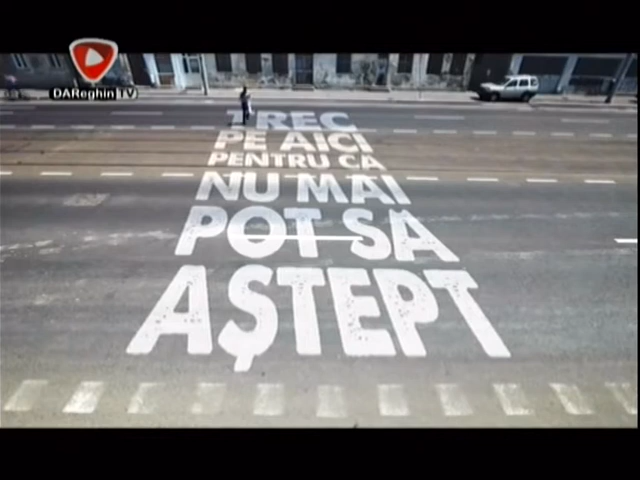 DAReghin TV
TREC
PE AICI
PENTRU CĂ
NU MAI
POT SĂ
AȘTEPT